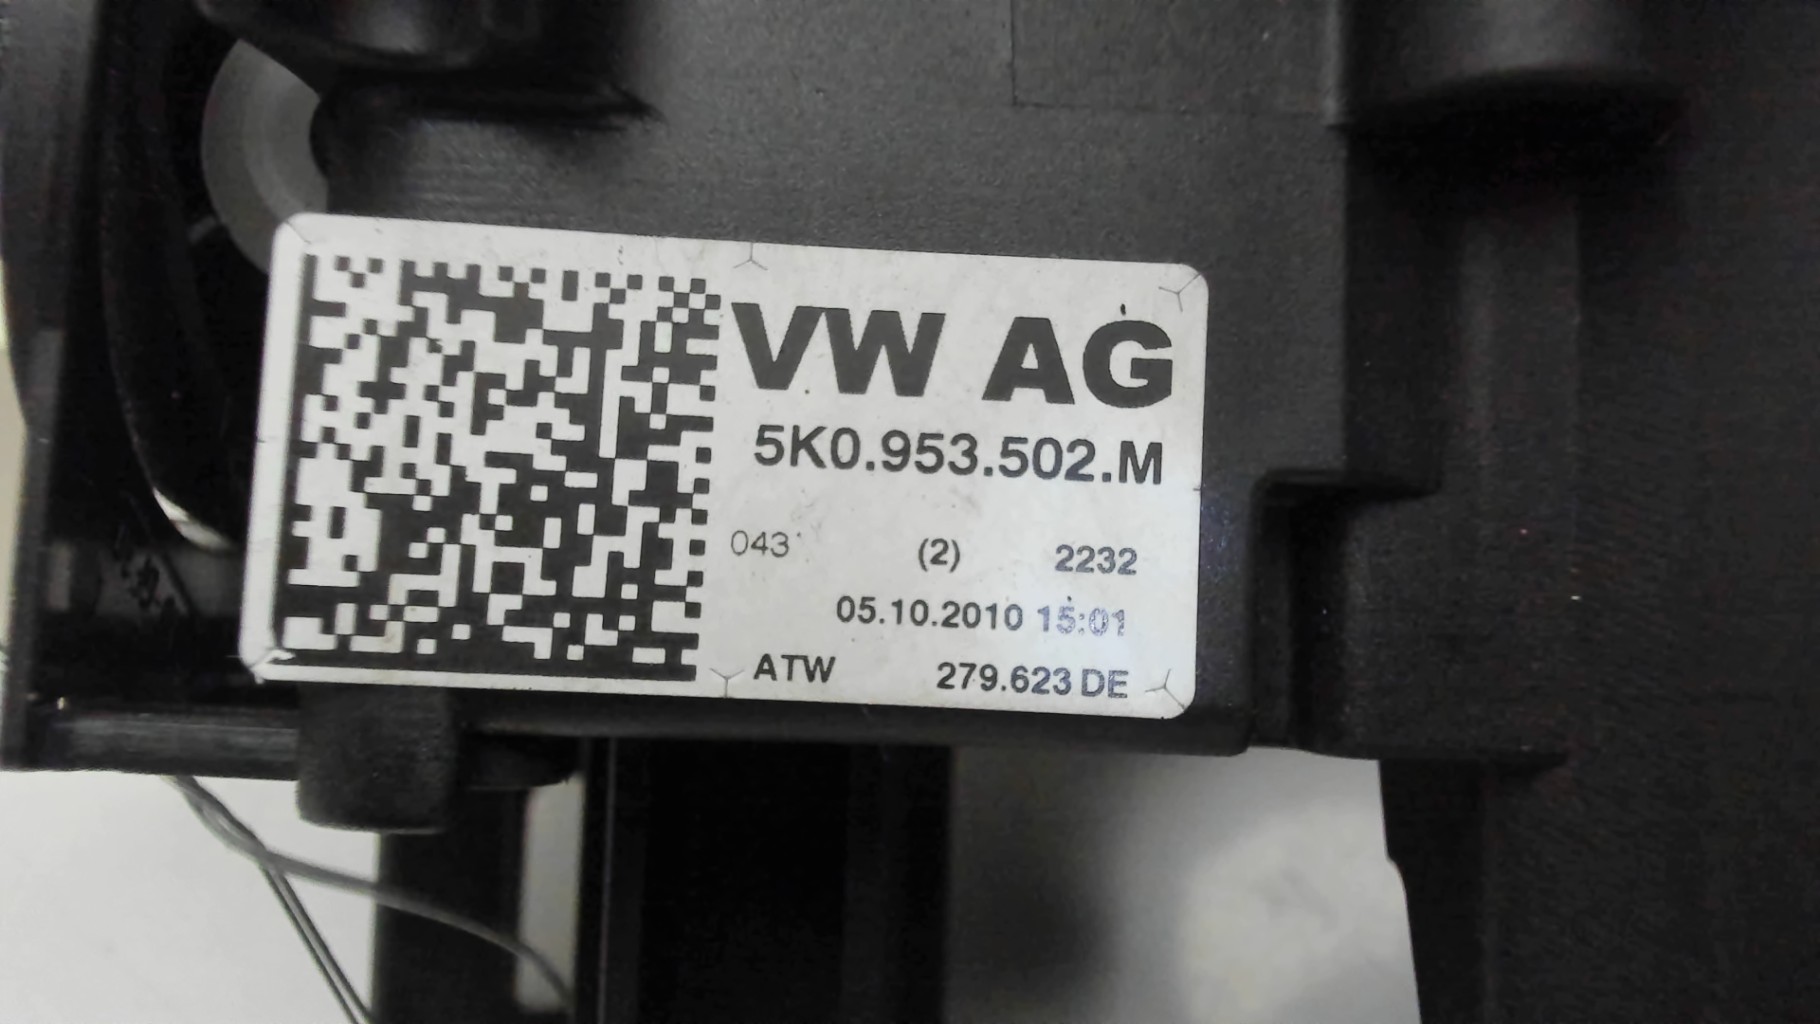 VW AG
5K0.953.502.M
043 (2) 2232
05.10.2010 15:01
ATW 279.623 DE